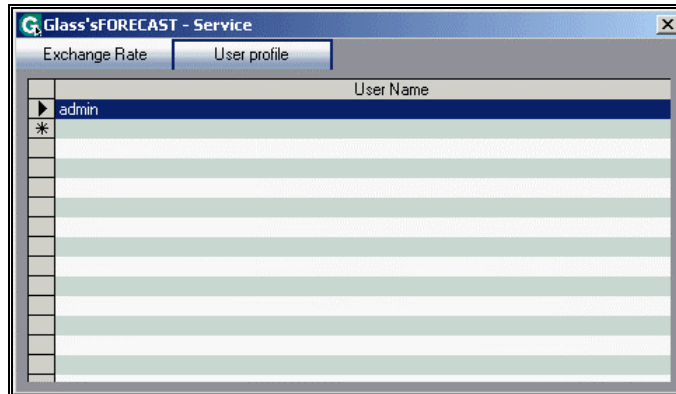 Glass'sFORECAST - Service
Exchange Rate User profile
User Name
admin